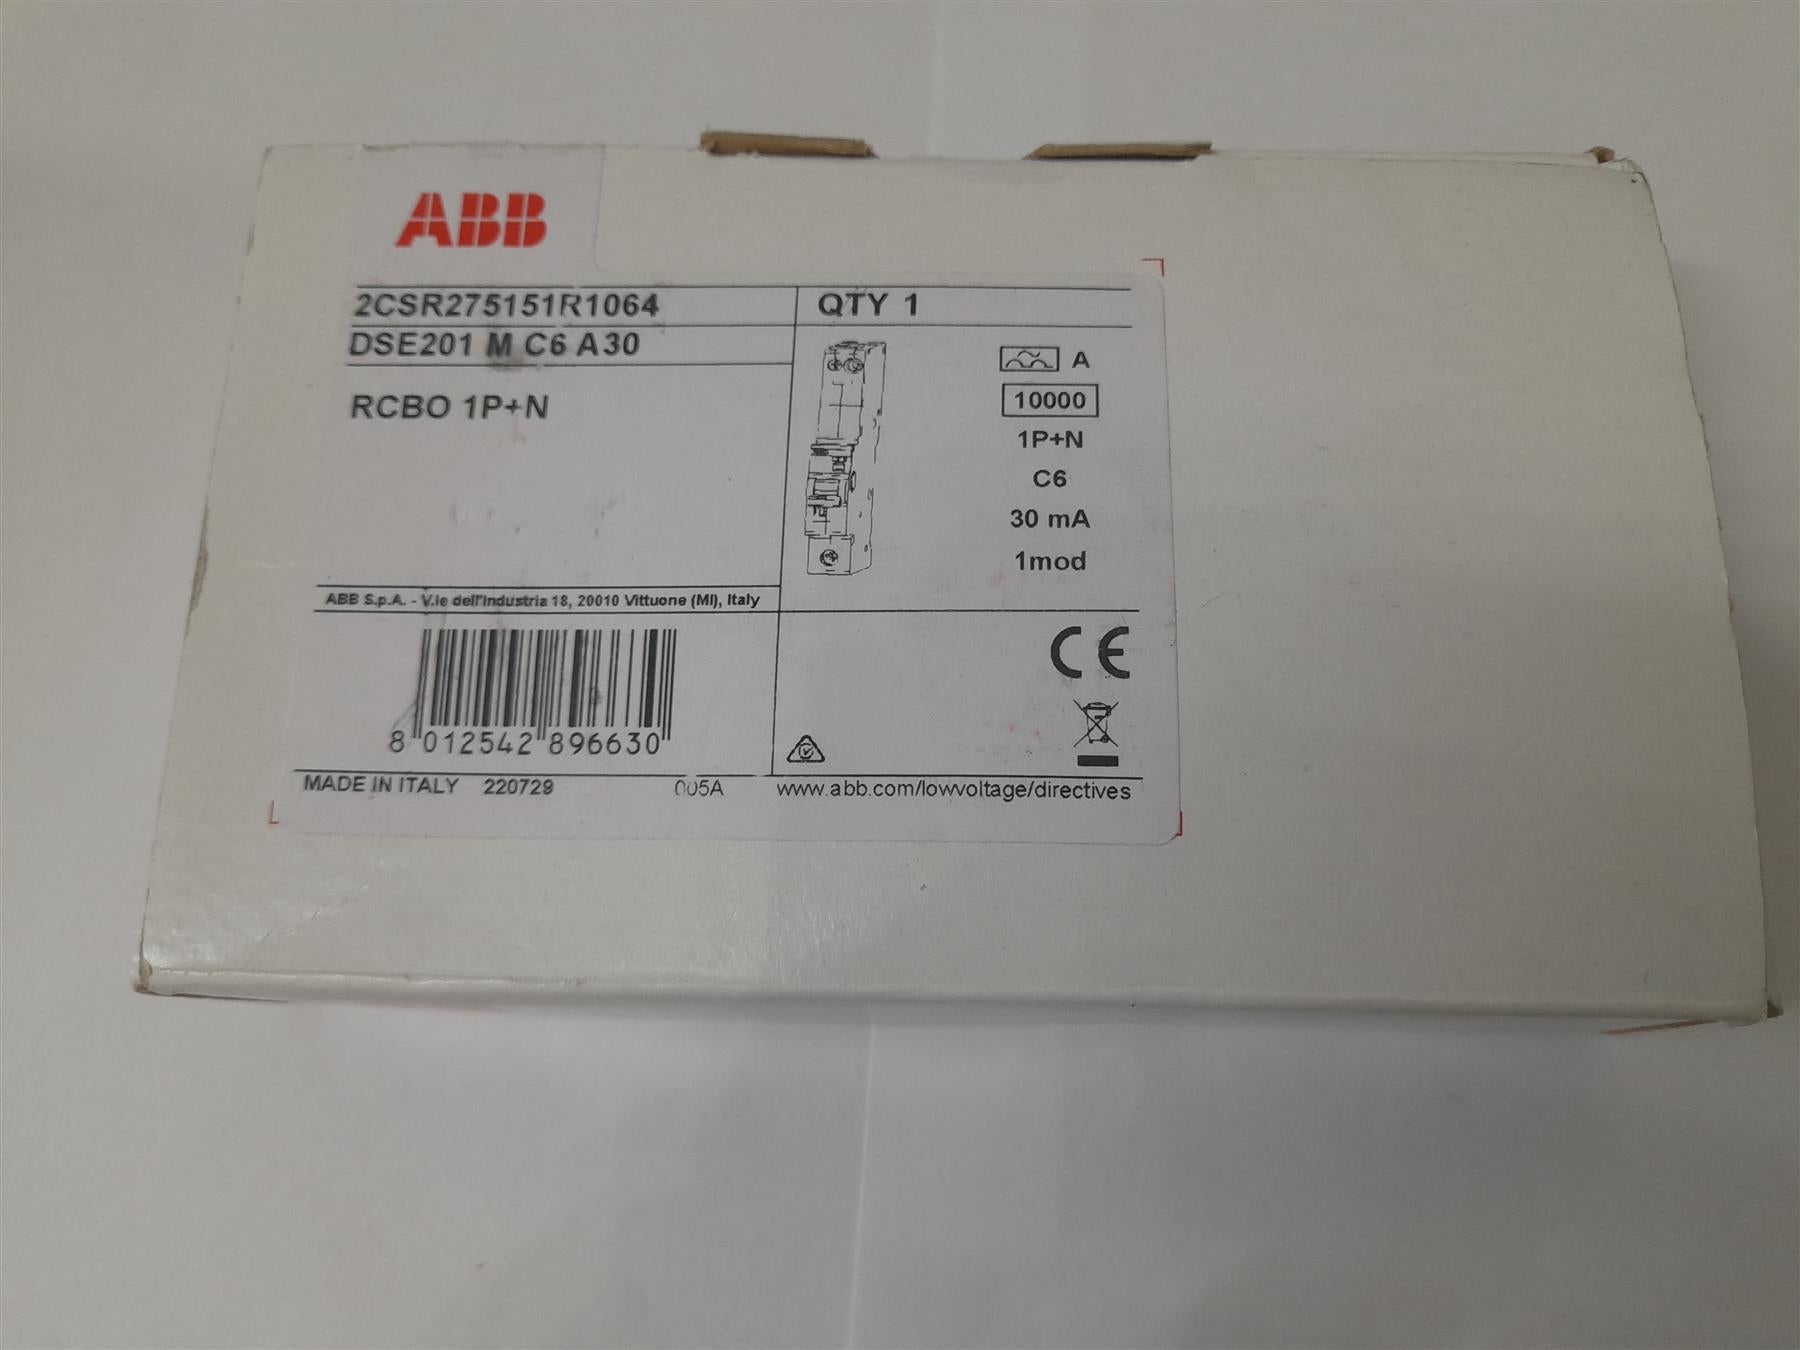 ABB
2CSR275151R1064
DSE201 M C6 A30
RCBO 1P+N
QTY 1
A
10000
1P+N
C6
30 mA
1mod
ABB S.p.A. - V.le dell'Industria 18, 20010 Vittuone (MI), Italy
8 012542 896630
CE
MADE IN ITALY 220729 005A
www.abb.com/lowvoltage/directives